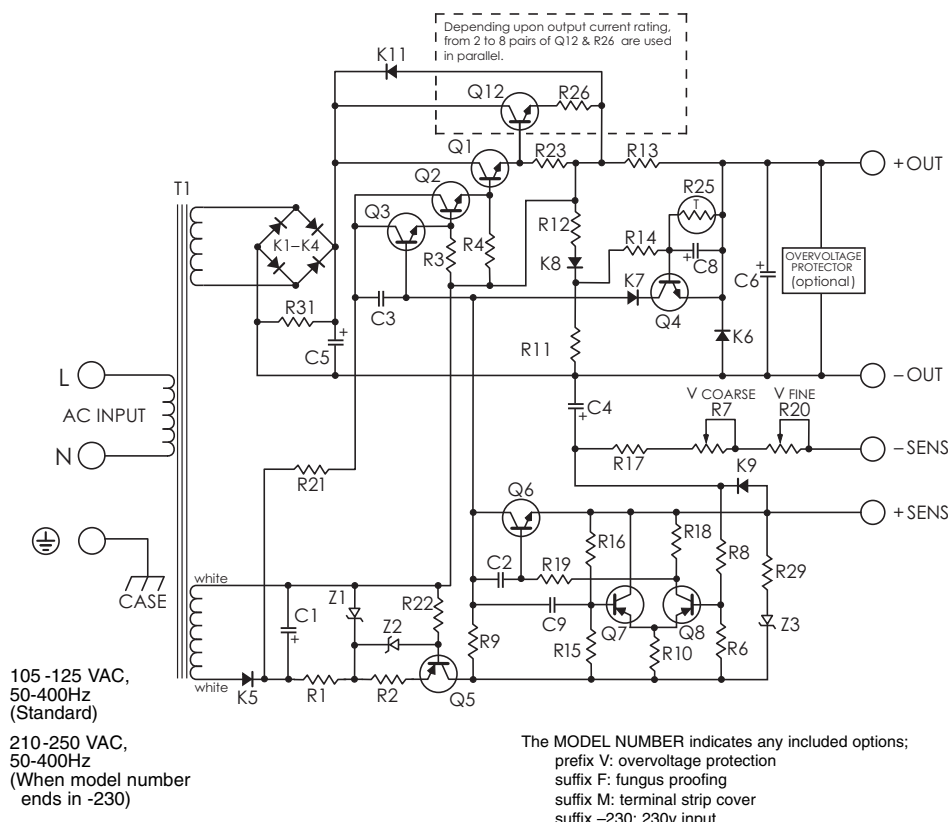 Depending upon output current rating,
from 2 to 8 pairs of Q12 & R26 are used
in parallel.
K11
Q12
R26
Q1
R23
R13
+OUT
T1
Q2
R25
T
Q3
R12
R14
K1–K4
R3
R4
K8
C8
C6
+
OVERVOLTAGE
PROTECTOR
(optional)
+
C3
K7
Q4
R31
+
C5
R11
K6
L
–OUT
AC INPUT
C4
+
V COARSE
R7
V FINE
R20
N
R17
–SENS
K9
R21
Q6
+SENS
R16
R18
R8
C2
R19
R29
CASE
white
C1
+
Z1
R22
Z2
R9
C9
Q7
Q8
Z3
R15
R10
R6
white
K5
R1
R2
Q5
105 -125 VAC,
50-400Hz
(Standard)
210-250 VAC,
50-400Hz
(When model number
ends in -230)
The MODEL NUMBER indicates any included options;
prefix V: overvoltage protection
suffix F: fungus proofing
suffix M: terminal strip cover
suffix –230: 230v input